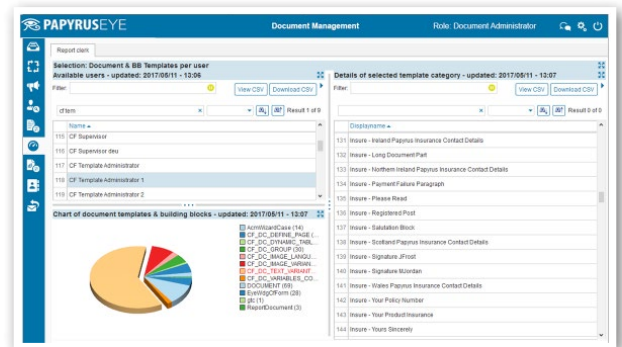 PAPYRUSEYE
Document Management
Role: Document Administrator
Report clerk
Selection: Document & BB Templates per user
Available users - updated: 2017/05/11 - 13:06
Filter:
View CSV
Download CSV
cf tem
Result 1 of 9
Name
115 CF Supervisor
116 CF Supervisor deu
117 CF Template Administrator
118 CF Template Administrator 1
119 CF Template Administrator 2
Chart of document templates & building blocks - updated: 2017/05/11 - 13:07
AcmWizardCase (14)
CF_DC_DEFINE_PAGE (...
CF_DC_DYNAMIC_TABL...
CF_DC_GROUP (30)
CF_DC_IMAGE_LANGU...
CF_DC_IMAGE_VARIAN...
CF_DC_TEXT_VARIANT...
CF_DC_VARIABLES_CO...
DOCUMENT (69)
EyeWdgCfForm (28)
gtc (1)
ReportDocument (3)
Details of selected template category - updated: 2017/05/11 - 13:07
Filter:
View CSV
Download CSV
Result 0 of 0
Displayname
131 Insure - Ireland Papyrus Insurance Contact Details
132 Insure - Long Document Part
133 Insure - Northern Ireland Papyrus Insurance Contact Details
134 Insure - Payment Failure Paragraph
135 Insure - Please Read
136 Insure - Registered Post
137 Insure - Salutation Block
138 Insure - Scotland Papyrus Insurance Contact Details
139 Insure - Signature JFrost
140 Insure - Signature MJordan
141 Insure - Wales Papyrus Insurance Contact Details
142 Insure - Your Policy Number
143 Insure - Your Product Insurance
144 Insure - Yours Sincerely